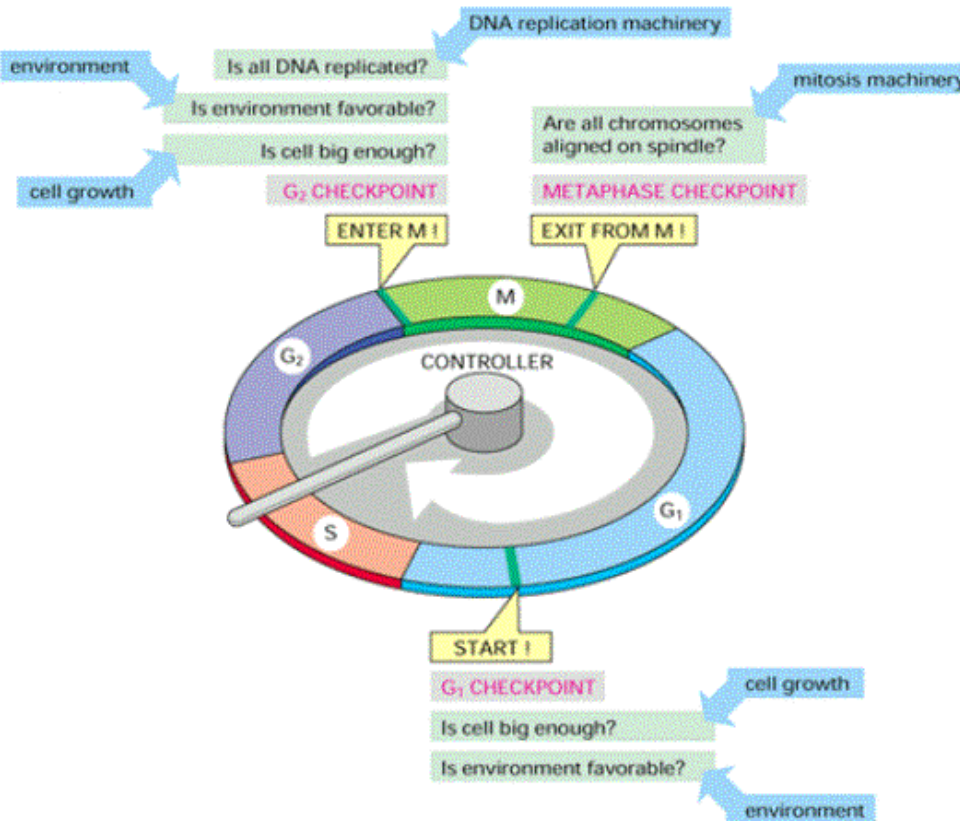 DNA replication machinery
environment
Is all DNA replicated?
mitosis machinery
Is environment favorable?
Are all chromosomes
aligned on spindle?
Is cell big enough?
cell growth
G₂ CHECKPOINT
METAPHASE CHECKPOINT
ENTER M !
EXIT FROM M !
M
G₂
CONTROLLER
G₁
S
START !
G₁ CHECKPOINT
cell growth
Is cell big enough?
Is environment favorable?
environment